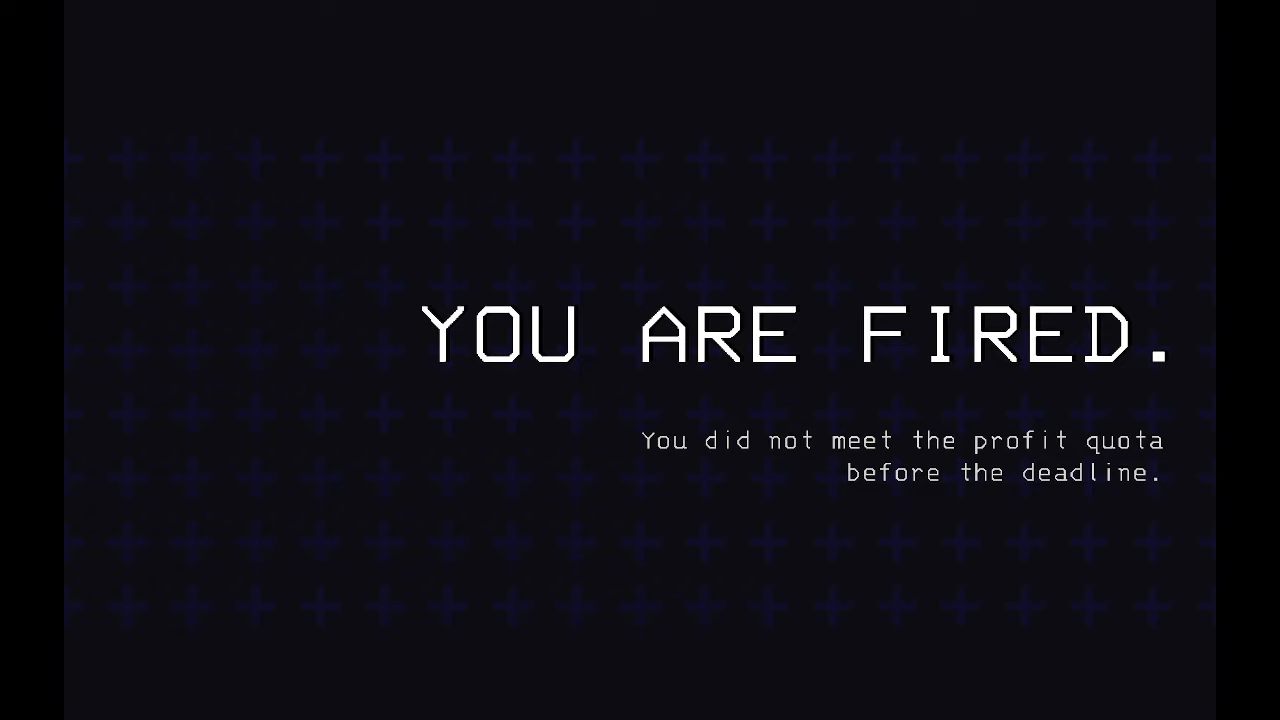 YOU ARE FIRED.
You did not meet the profit quota
before the deadline.